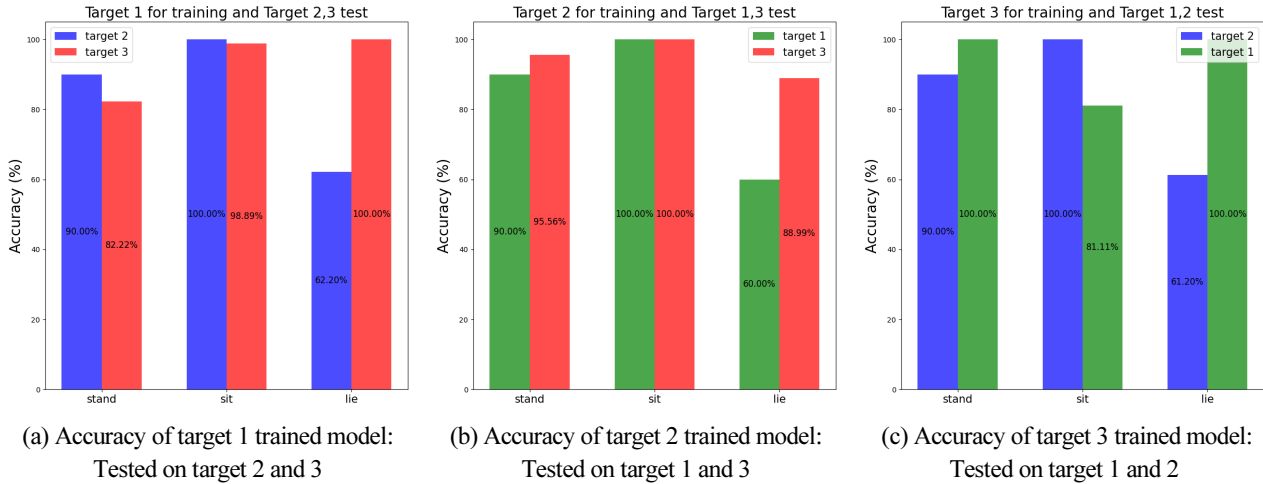 Target 1 for training and Target 2,3 test
target 2
target 3
Accuracy (%)
100
80
60
40
20
0
90.00%
82.22%
100.00%
98.89%
62.20%
100.00%
stand
sit
lie
(a) Accuracy of target 1 trained model:
Tested on target 2 and 3
Target 2 for training and Target 1,3 test
target 1
target 3
Accuracy (%)
100
80
60
40
20
0
90.00%
95.56%
100.00%
100.00%
60.00%
88.99%
stand
sit
lie
(b) Accuracy of target 2 trained model:
Tested on target 1 and 3
Target 3 for training and Target 1,2 test
target 2
target 1
Accuracy (%)
100
80
60
40
20
0
90.00%
100.00%
100.00%
81.11%
61.20%
100.00%
stand
sit
lie
(c) Accuracy of target 3 trained model:
Tested on target 1 and 2